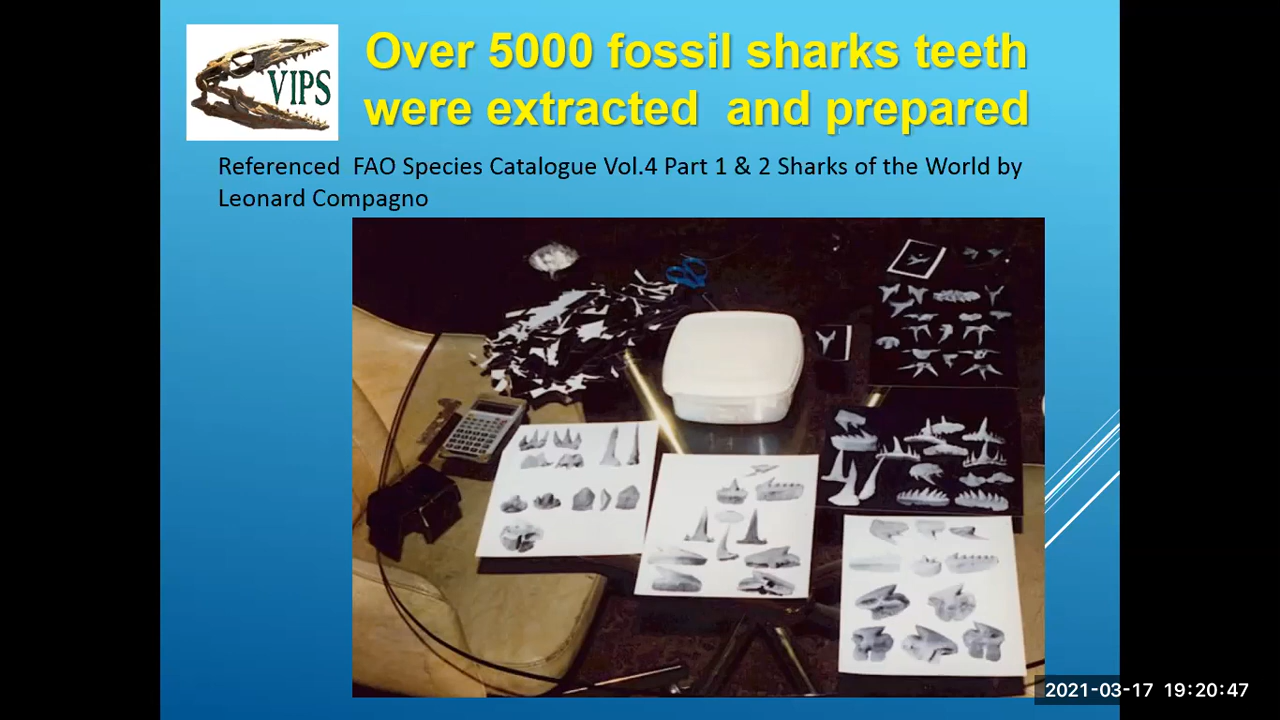 VIPS
Over 5000 fossil sharks teeth
were extracted  and prepared
Referenced  FAO Species Catalogue Vol.4 Part 1 & 2 Sharks of the World by
Leonard Compagno
2021-03-17 19:20:47